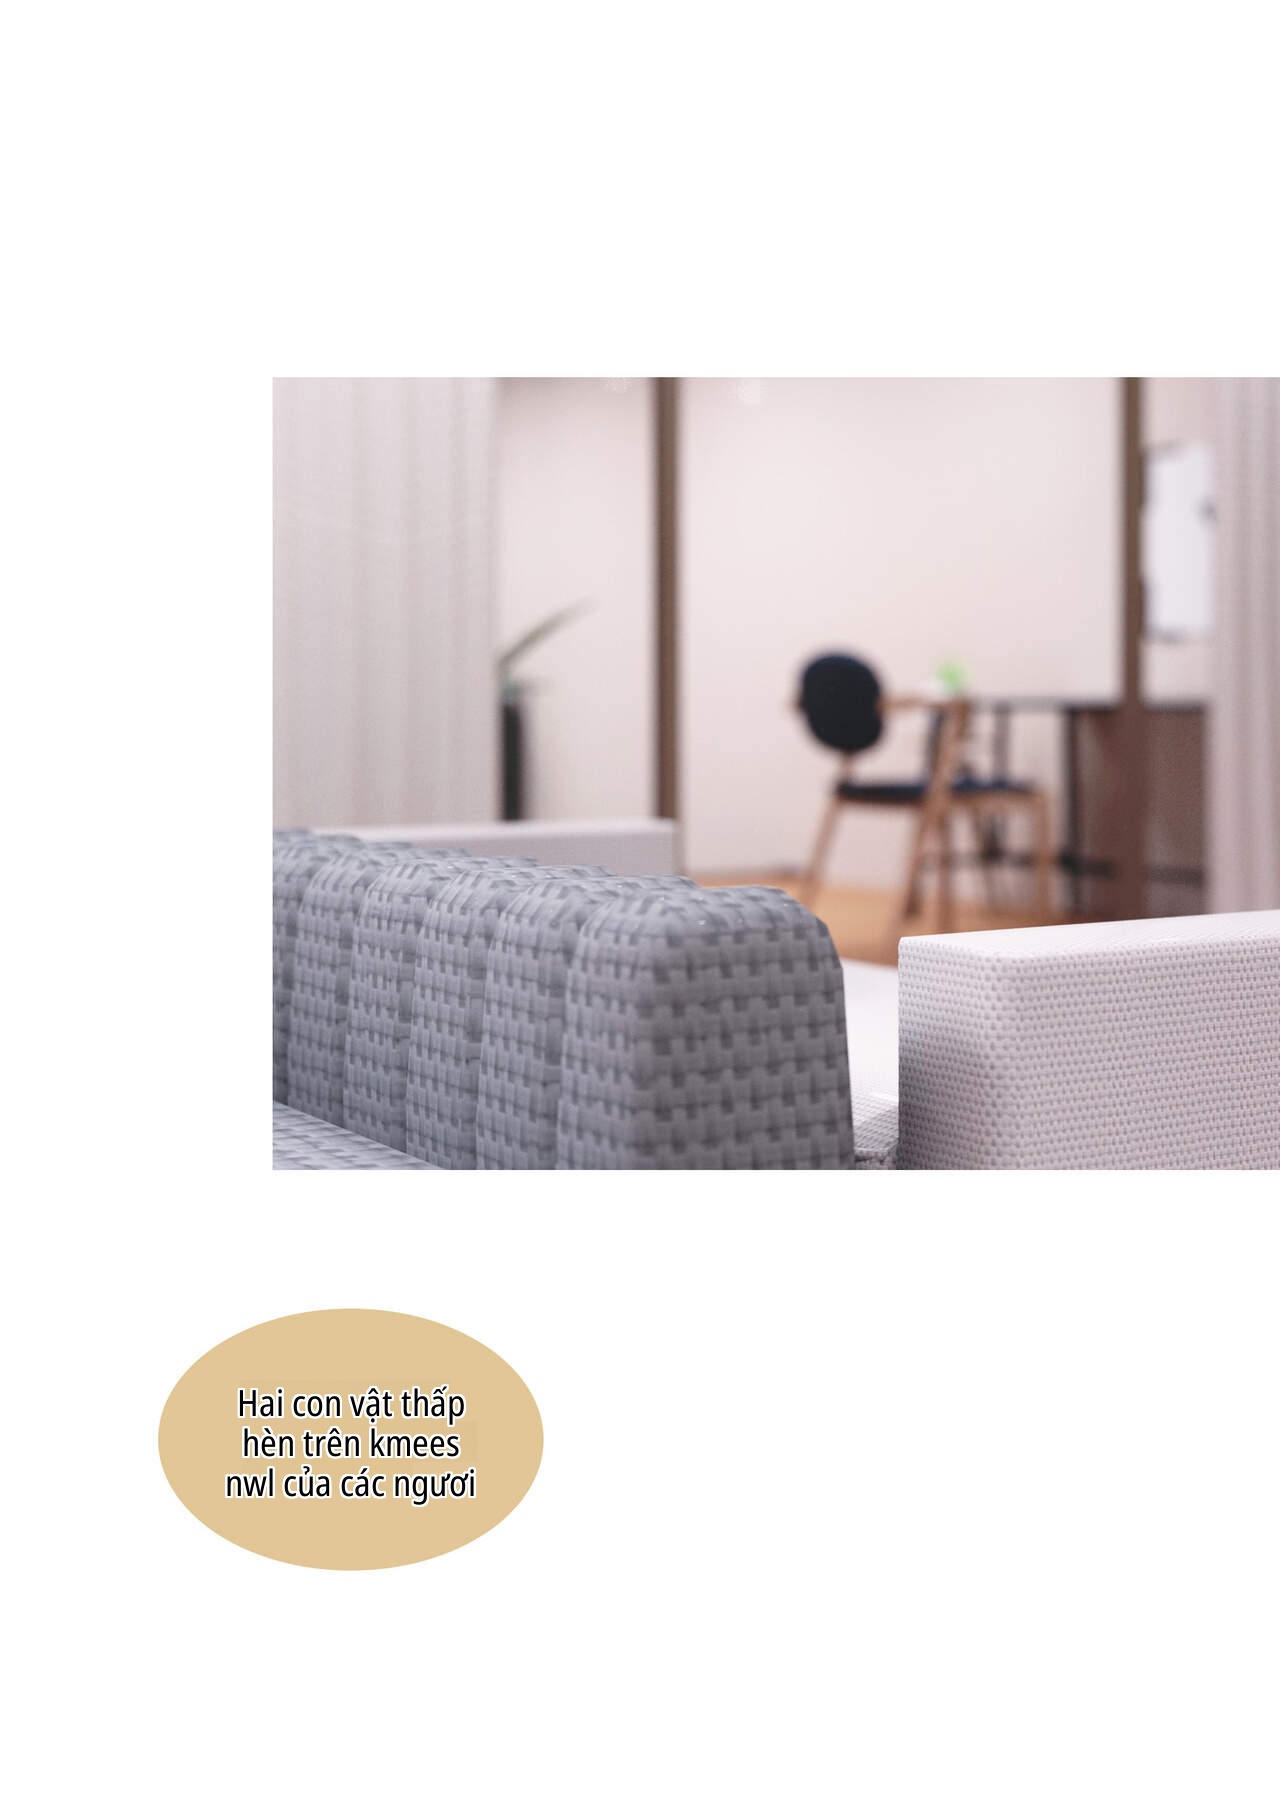 Hai con vật thấp
hèn trên kmees
nwl của các ngươi